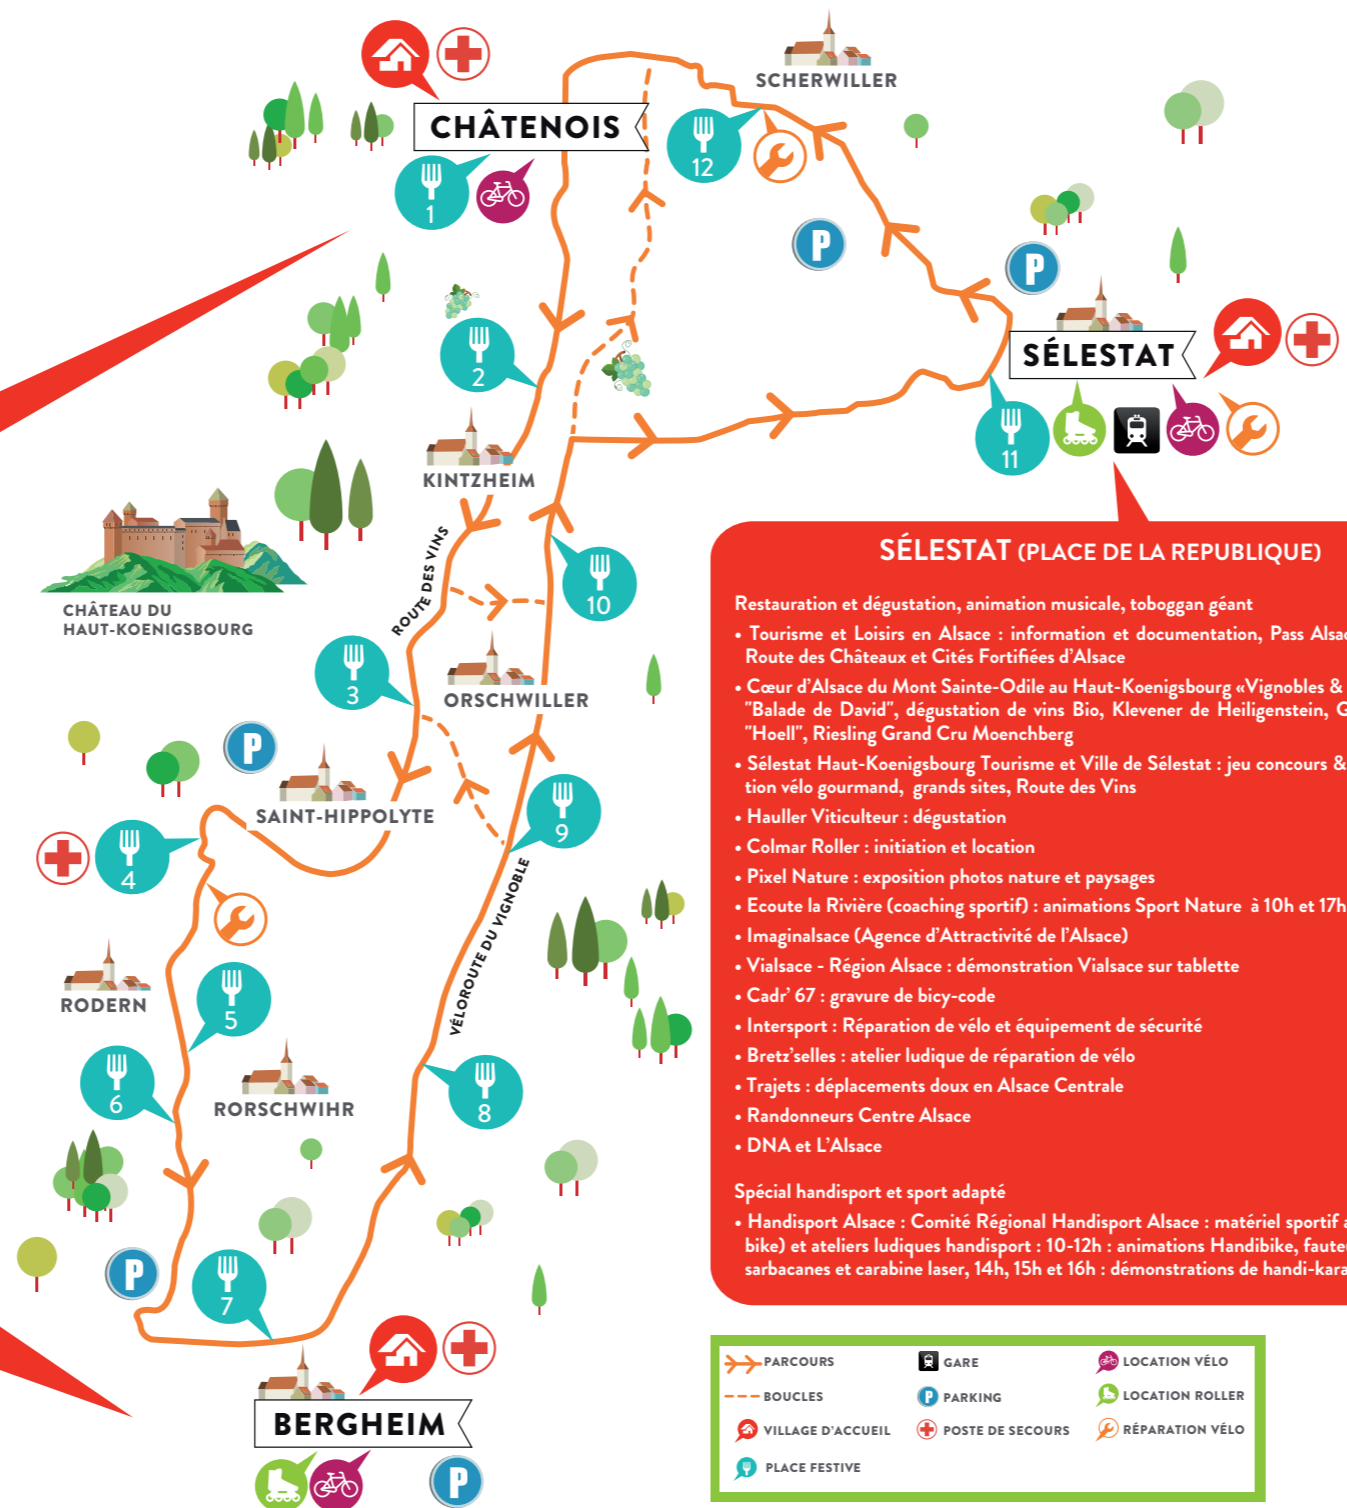 SCHERWILLER
CHÂTENOIS
12
1
P
P
SÉLESTAT
2
11
KINTZHEIM
ROUTE DES VINS
10
CHÂTEAU DU
HAUT-KOENIGSBOURG
3
ORSCHWILLER
P
SAINT-HIPPOLYTE
9
4
VÉLOROUTE DU VIGNOBLE
RODERN
5
6
RORSCHWIHR
8
P
7
BERGHEIM
P
SÉLESTAT (PLACE DE LA REPUBLIQUE)
Restauration et dégustation, animation musicale, toboggan géant
• Tourisme et Loisirs en Alsace : information et documentation, Pass Alsac
Route des Châteaux et Cités Fortifiées d'Alsace
• Cœur d'Alsace du Mont Sainte-Odile au Haut-Koenigsbourg «Vignobles &
"Balade de David", dégustation de vins Bio, Klevener de Heiligenstein, G
"Hoell", Riesling Grand Cru Moenchberg
• Sélestat Haut-Koenigsbourg Tourisme et Ville de Sélestat : jeu concours &
tion vélo gourmand, grands sites, Route des Vins
• Hauller Viticulteur : dégustation
• Colmar Roller : initiation et location
• Pixel Nature : exposition photos nature et paysages
• Ecoute la Rivière (coaching sportif) : animations Sport Nature à 10h et 17h
• Imaginalsace (Agence d'Attractivité de l'Alsace)
• Vialsace - Région Alsace : démonstration Vialsace sur tablette
• Cadr' 67 : gravure de bicy-code
• Intersport : Réparation de vélo et équipement de sécurité
• Bretz'selles : atelier ludique de réparation de vélo
• Trajets : déplacements doux en Alsace Centrale
• Randonneurs Centre Alsace
• DNA et L'Alsace
Spécial handisport et sport adapté
• Handisport Alsace : Comité Régional Handisport Alsace : matériel sportif a
bike) et ateliers ludiques handisport : 10-12h : animations Handibike, faute
sarbacanes et carabine laser, 14h, 15h et 16h : démonstrations de handi-kara
PARCOURS
GARE
LOCATION VÉLO
BOUCLES
P PARKING
LOCATION ROLLER
VILLAGE D'ACCUEIL
POSTE DE SECOURS
RÉPARATION VÉLO
PLACE FESTIVE